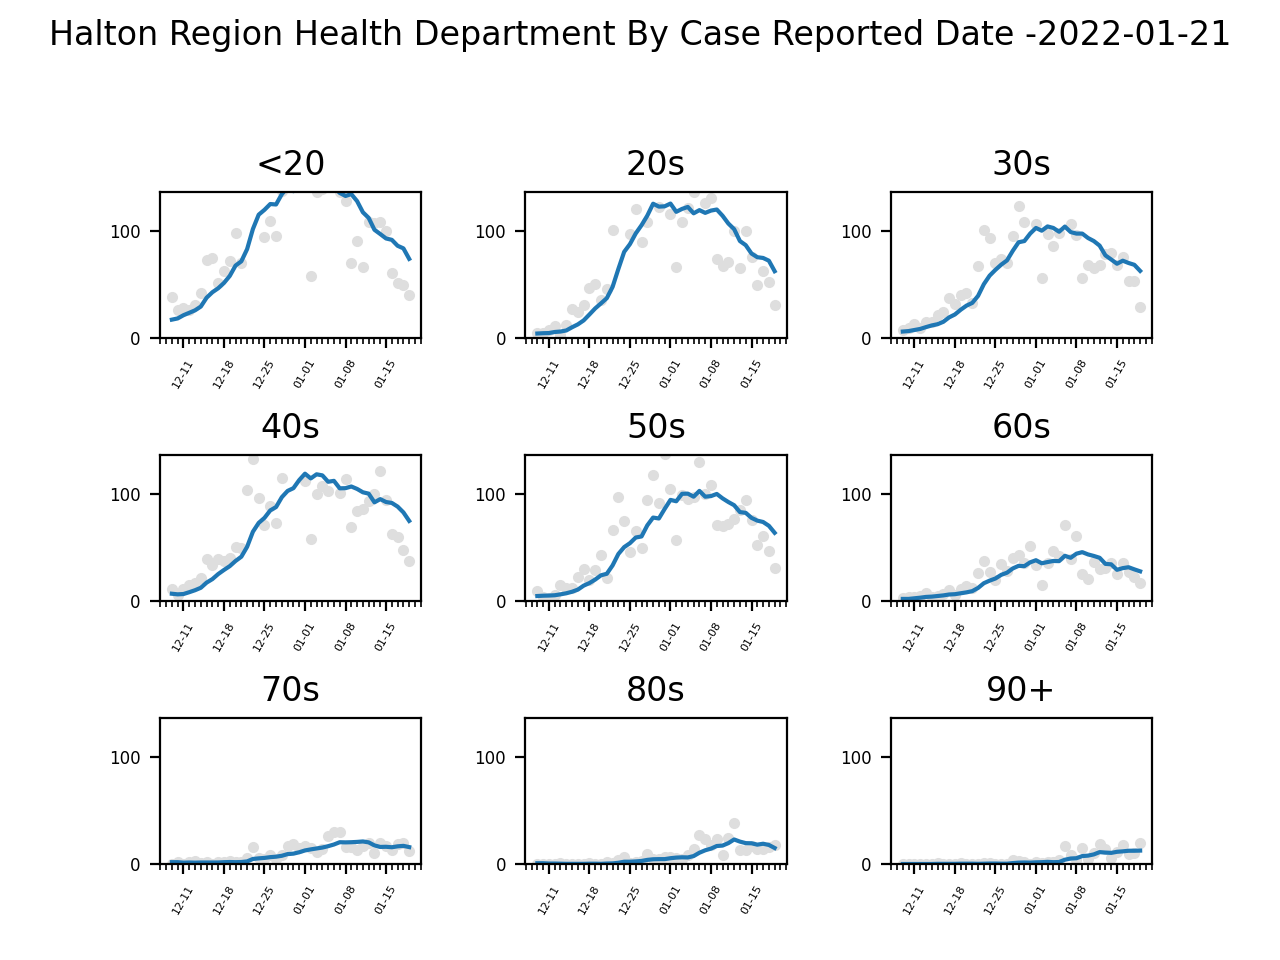 Halton Region Health Department By Case Reported Date -2022-01-21
<20 20s 30s
100 100 100
0 0 0
12-11 12-18 12-25 01-01 01-08 01-15 12-11 12-18 12-25 01-01 01-08 01-15 12-11 12-18 12-25 01-01 01-08 01-15
40s 50s 60s
100 100 100
0 0 0
12-11 12-18 12-25 01-01 01-08 01-15 12-11 12-18 12-25 01-01 01-08 01-15 12-11 12-18 12-25 01-01 01-08 01-15
70s 80s 90+
100 100 100
0 0 0
12-11 12-18 12-25 01-01 01-08 01-15 12-11 12-18 12-25 01-01 01-08 01-15 12-11 12-18 12-25 01-01 01-08 01-15